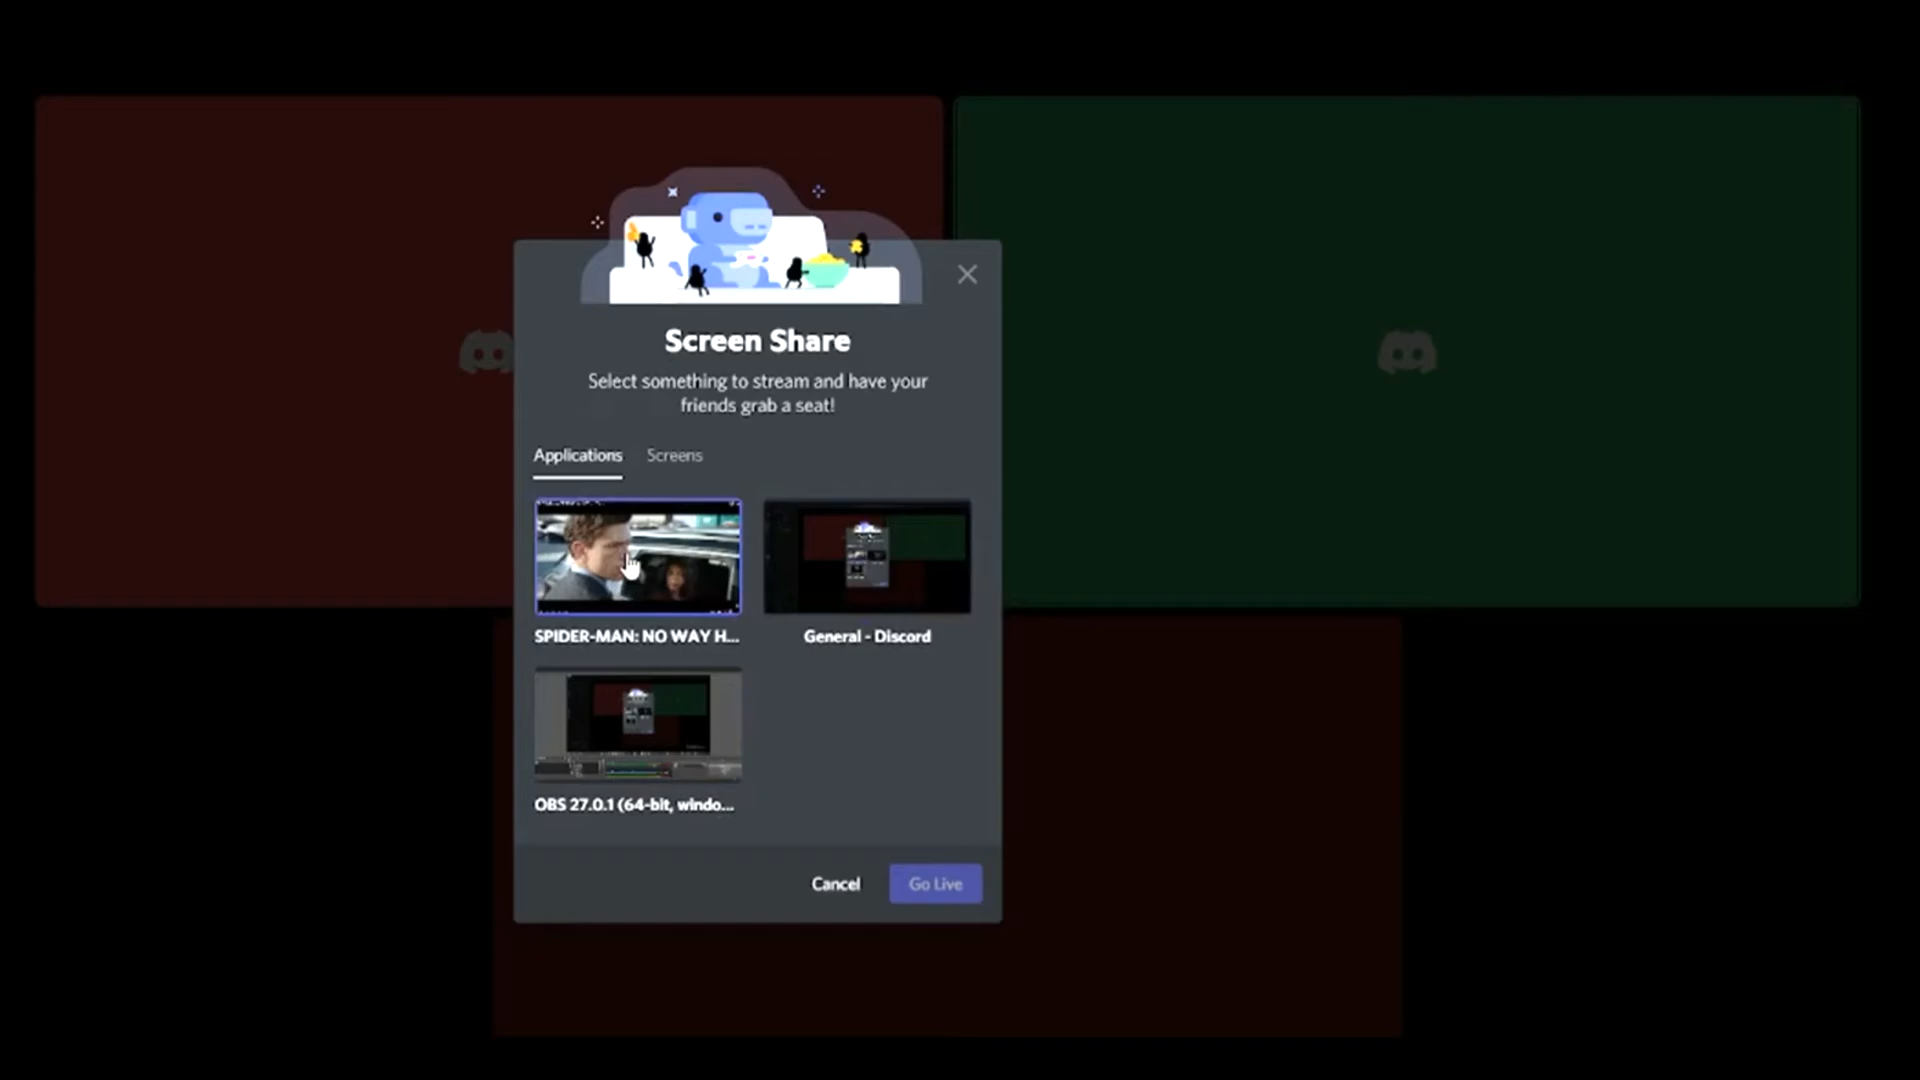 Screen Share
Select something to stream and have your
friends grab a seat!
Applications Screens
SPIDER-MAN: NO WAY H...
General - Discord
OBS 27.0.1 (64-bit, windo...
Cancel Go Live